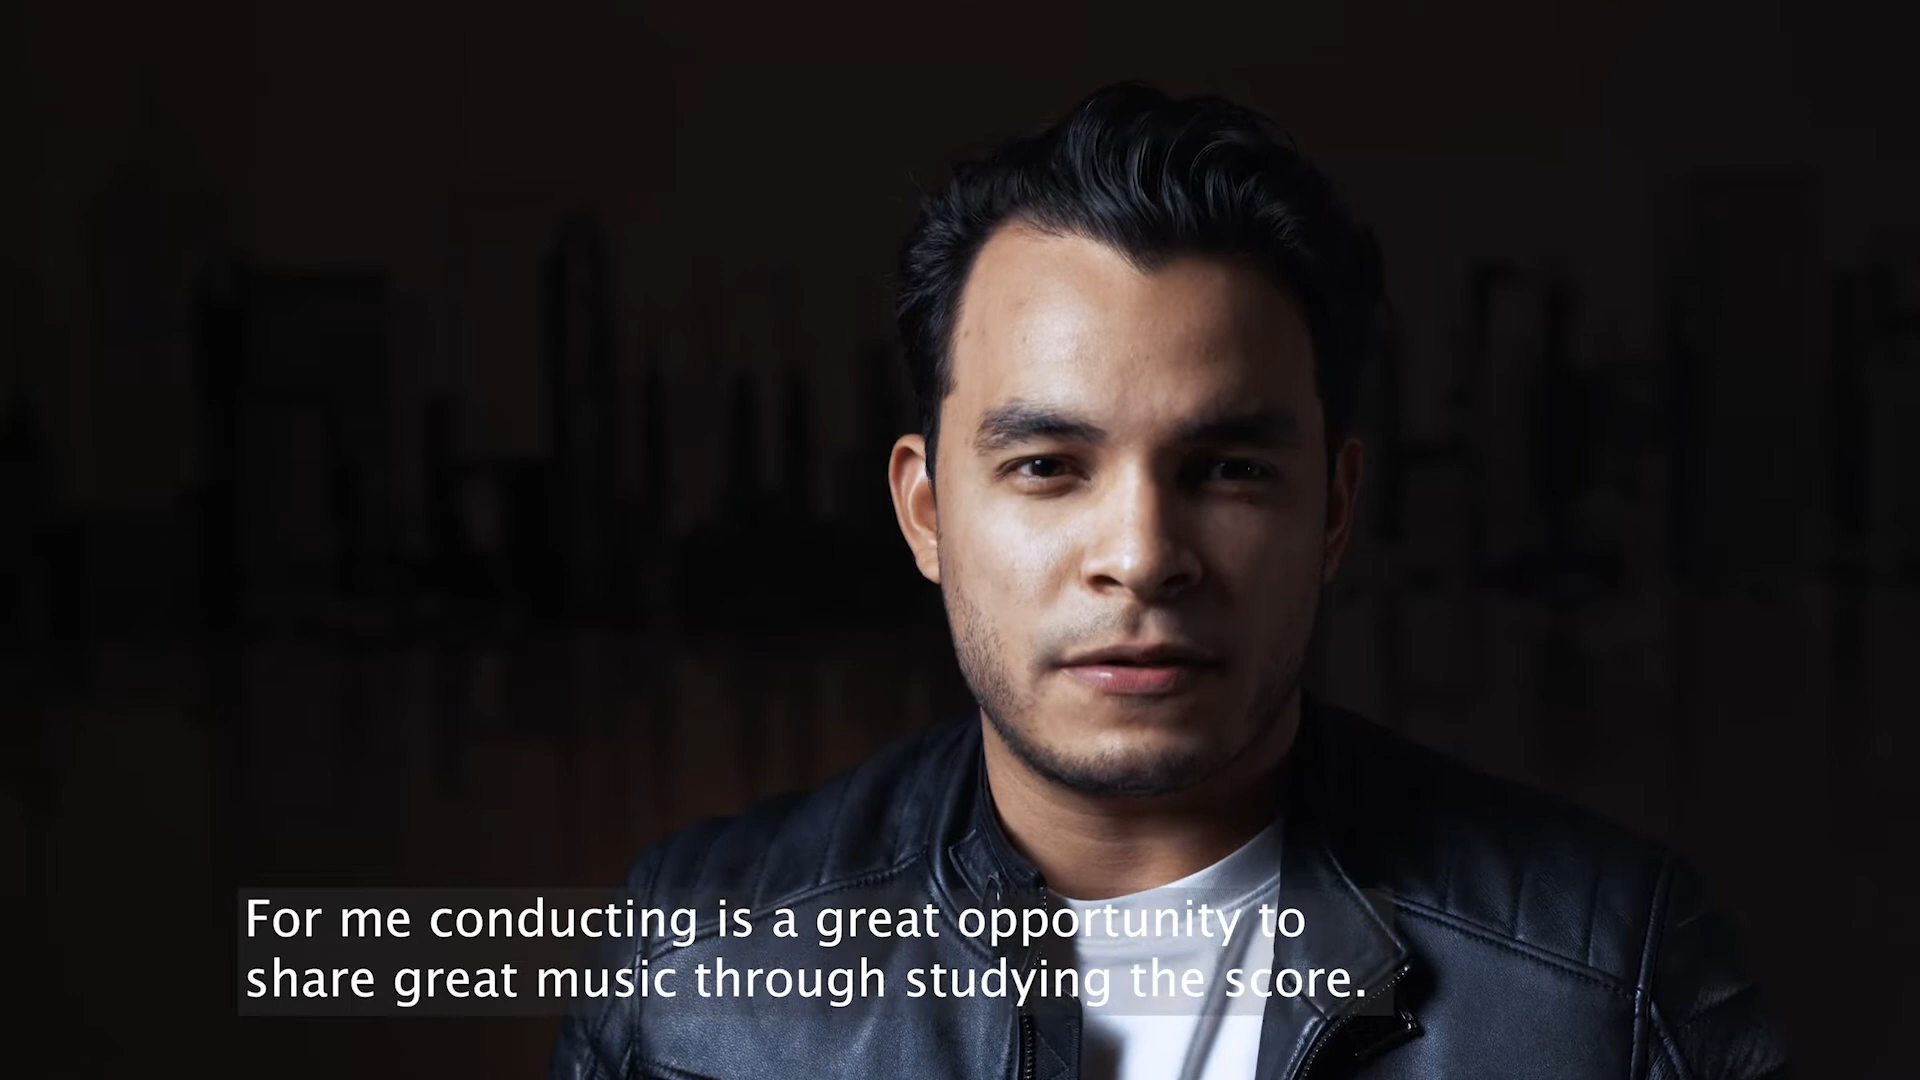 For me conducting is a great opportunity to
share great music through studying the score.